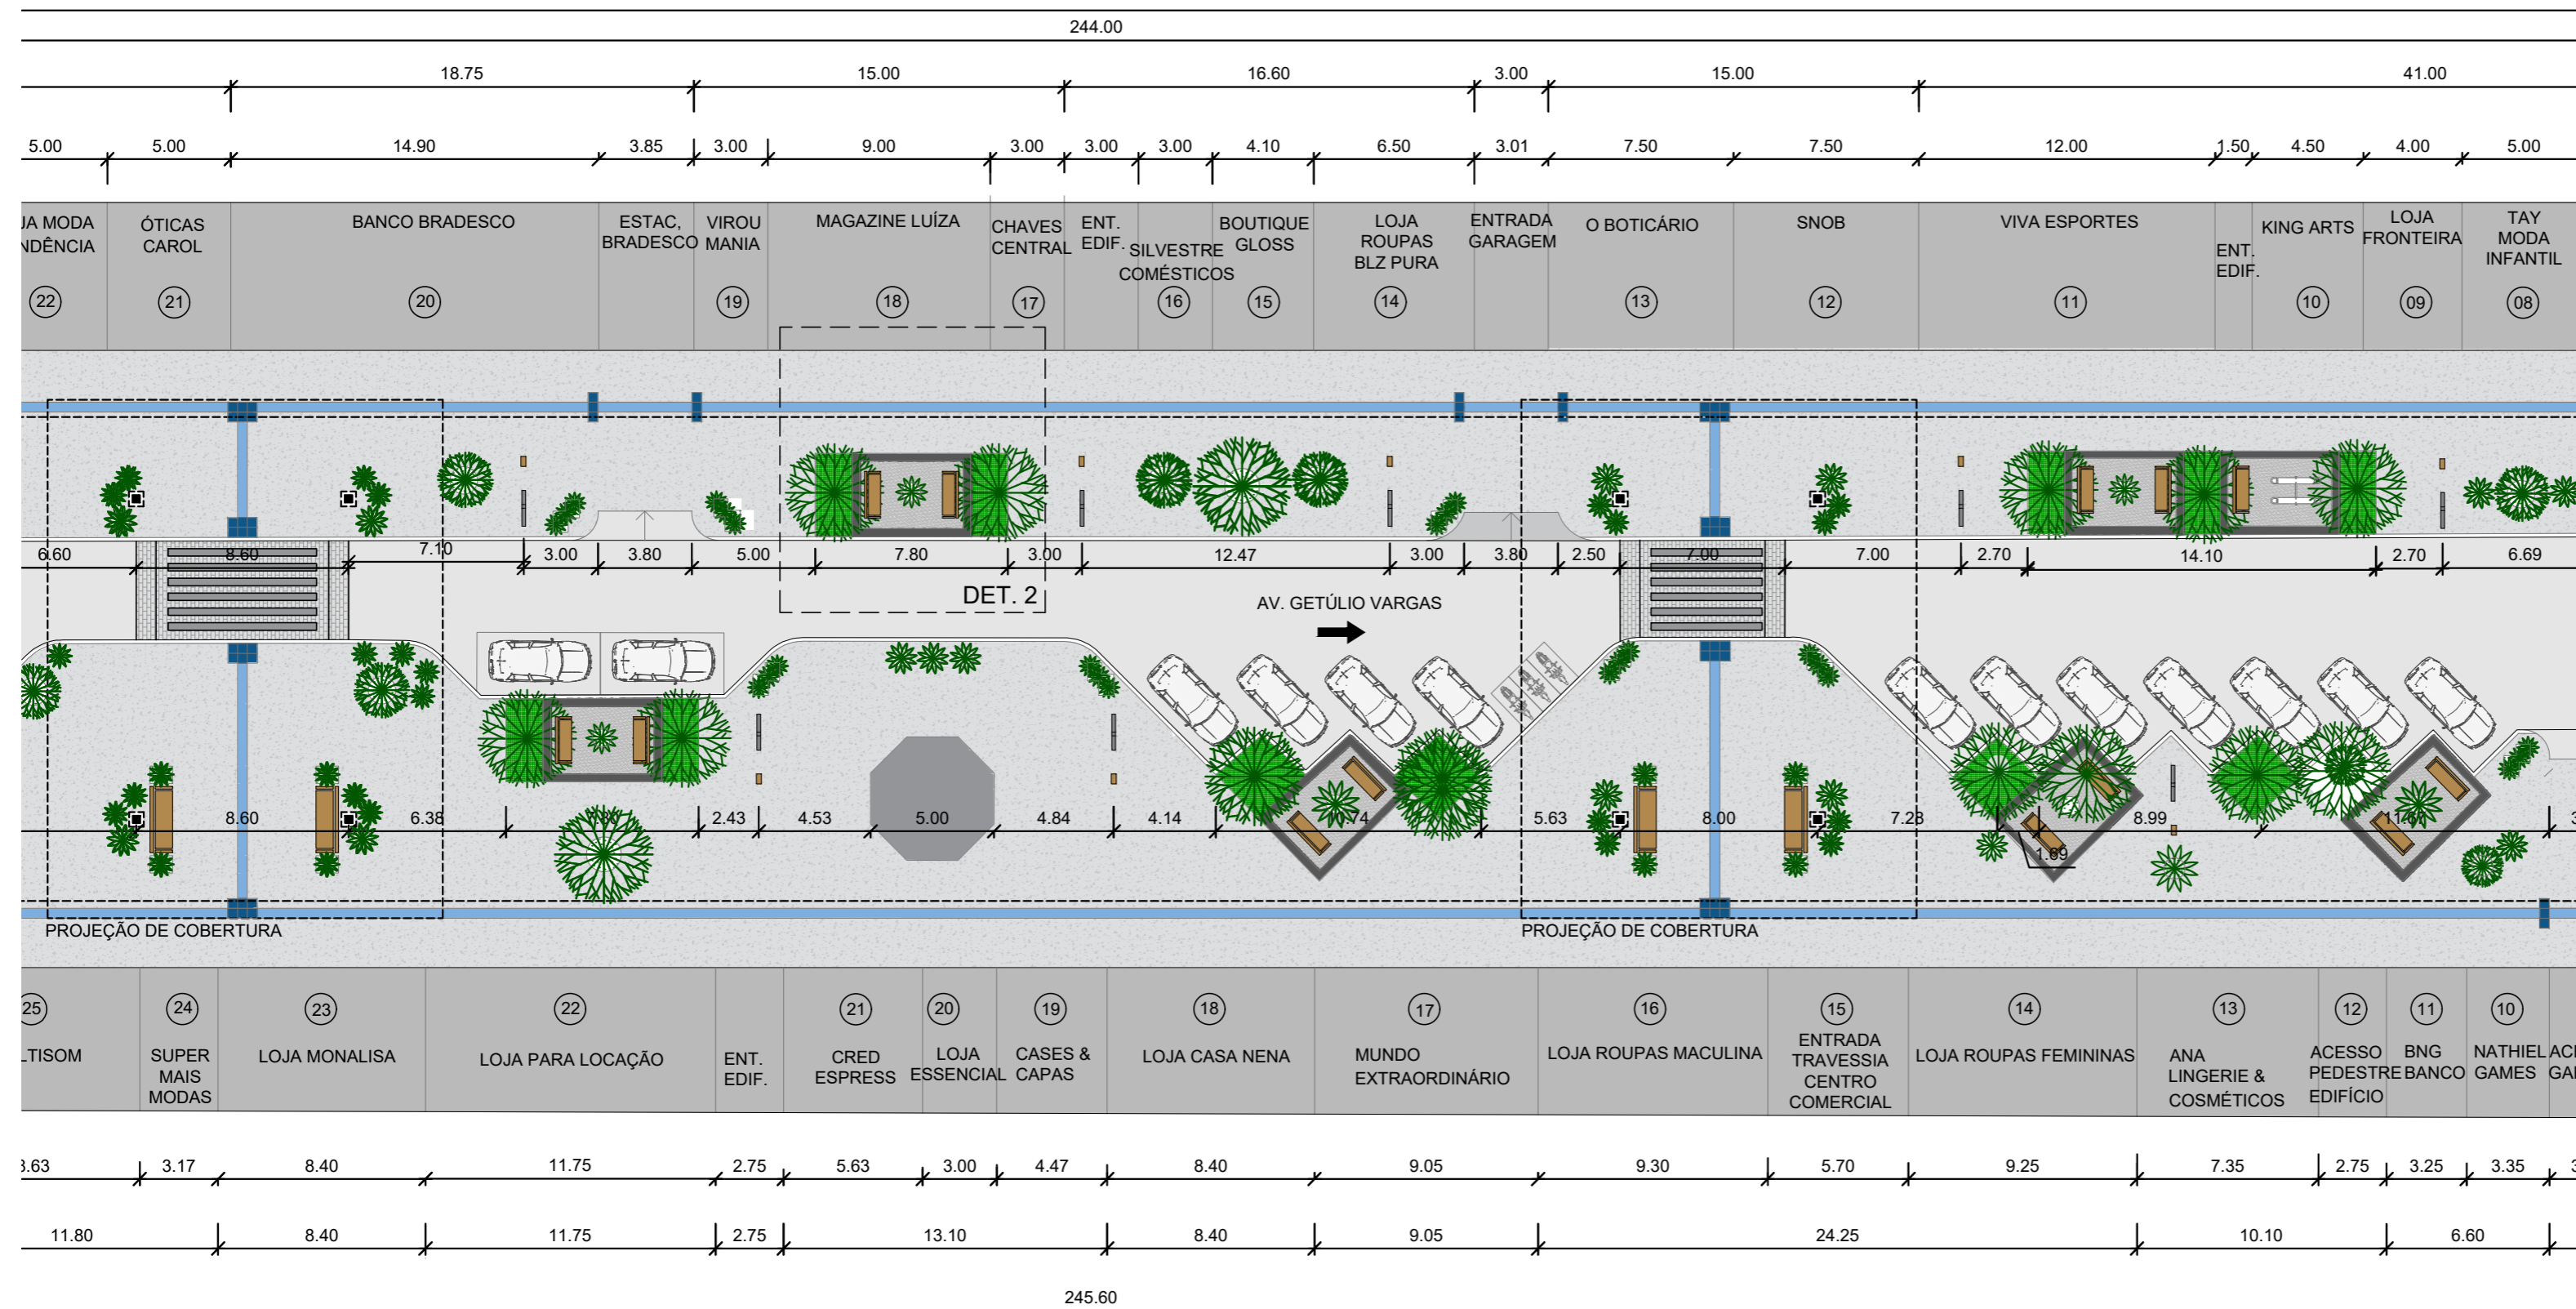 244.00
18.75 15.00 16.60 3.00 15.00 41.00
5.00 5.00 14.90 3.85 3.00 9.00 3.00 3.00 3.00 4.10 6.50 3.01 7.50 7.50 12.00 1.50 4.50 4.00 5.00
JA MODA
NDÊNCIA
22
ÓTICAS
CAROL
21
BANCO BRADESCO
20
ESTAC,
BRADESCO
VIROU
MANIA
19
MAGAZINE LUÍZA
18
CHAVES
CENTRAL
17
ENT.
EDIF.
SILVESTRE
COMÉSTICOS
16
BOUTIQUE
GLOSS
15
LOJA
ROUPAS
BLZ PURA
14
ENTRADA
GARAGEM
O BOTICÁRIO
13
SNOB
12
VIVA ESPORTES
11
ENT.
EDIF.
KING ARTS
10
LOJA
FRONTEIRA
09
TAY
MODA
INFANTIL
08
6.60 8.60 7.10 3.00 3.80 5.00 7.80 3.00 12.47 3.00 3.80 2.50 7.00 7.00 2.70 14.10 2.70 6.69
DET. 2
AV. GETÚLIO VARGAS
8.60 6.38 7.80 2.43 4.53 5.00 4.84 4.14 10.74 5.63 8.00 7.23 8.99
1.69
PROJEÇÃO DE COBERTURA PROJEÇÃO DE COBERTURA
25
LTISOM
24
SUPER
MAIS
MODAS
23
LOJA MONALISA
22
LOJA PARA LOCAÇÃO
ENT.
EDIF.
21
CRED
ESPRESS
20
LOJA
ESSENCIAL
19
CASES &
CAPAS
18
LOJA CASA NENA
17
MUNDO
EXTRAORDINÁRIO
16
LOJA ROUPAS MACULINA
15
ENTRADA
TRAVESSIA
CENTRO
COMERCIAL
14
LOJA ROUPAS FEMININAS
13
ANA
LINGERIE &
COSMÉTICOS
12
ACESSO
PEDESTRE
EDIFÍCIO
11
BNG
BANCO
10
NATHIEL
GAMES
3.63 3.17 8.40 11.75 2.75 5.63 3.00 4.47 8.40 9.05 9.30 5.70 9.25 7.35 2.75 3.25 3.35
11.80 8.40 11.75 2.75 13.10 8.40 9.05 24.25 10.10 6.60
245.60